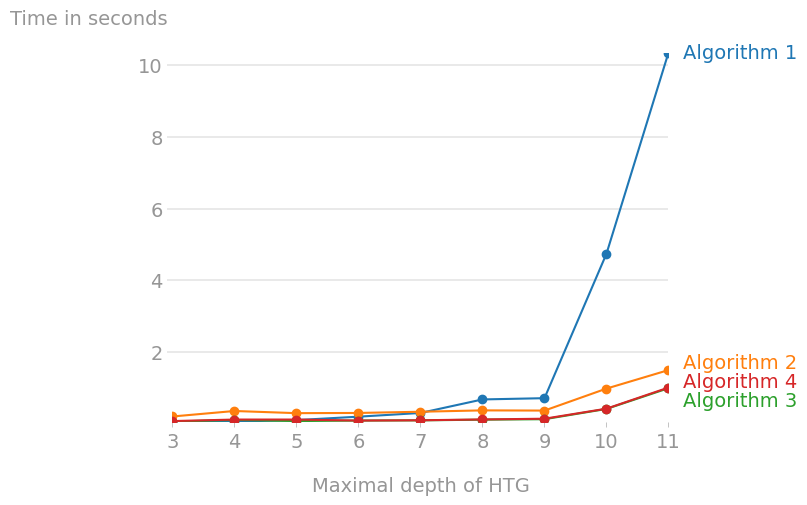 Time in seconds
10
8
6
4
2
Algorithm 1
Algorithm 2
Algorithm 4
Algorithm 3
3 4 5 6 7 8 9 10 11
Maximal depth of HTG